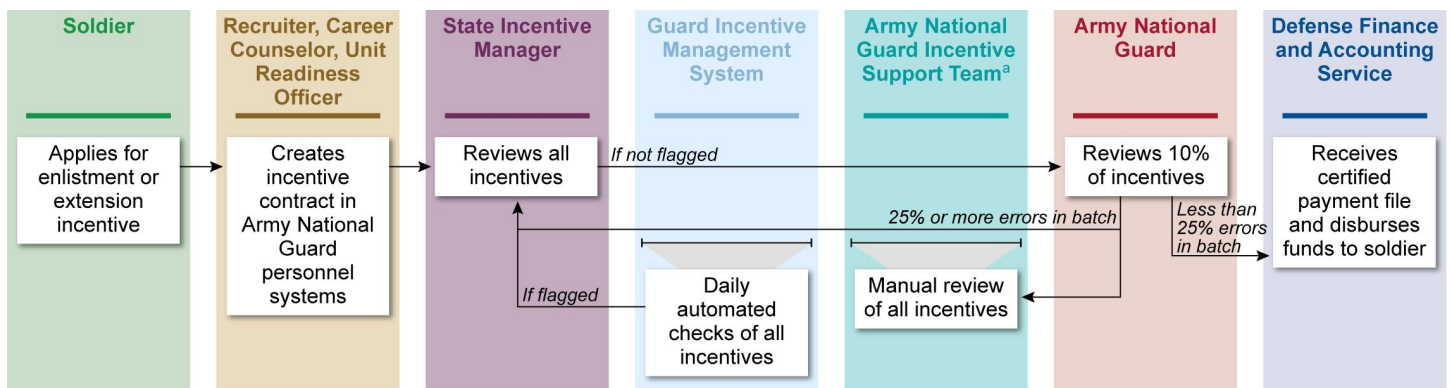 Soldier
Recruiter, Career
Counselor, Unit
Readiness
Officer
State Incentive
Manager
Guard Incentive
Management
System
Army National
Guard Incentive
Support Teamᵃ
Army National
Guard
Defense Finance
and Accounting
Service
Applies for
enlistment or
extension
incentive
Creates
incentive
contract in
Army National
Guard
personnel
systems
Reviews all
incentives
If not flagged
Reviews 10%
of incentives
Receives
certified
payment file
and disburses
funds to soldier
25% or more errors in batch
Less than
25% errors
in batch
If flagged
Daily
automated
checks of all
incentives
Manual review
of all incentives